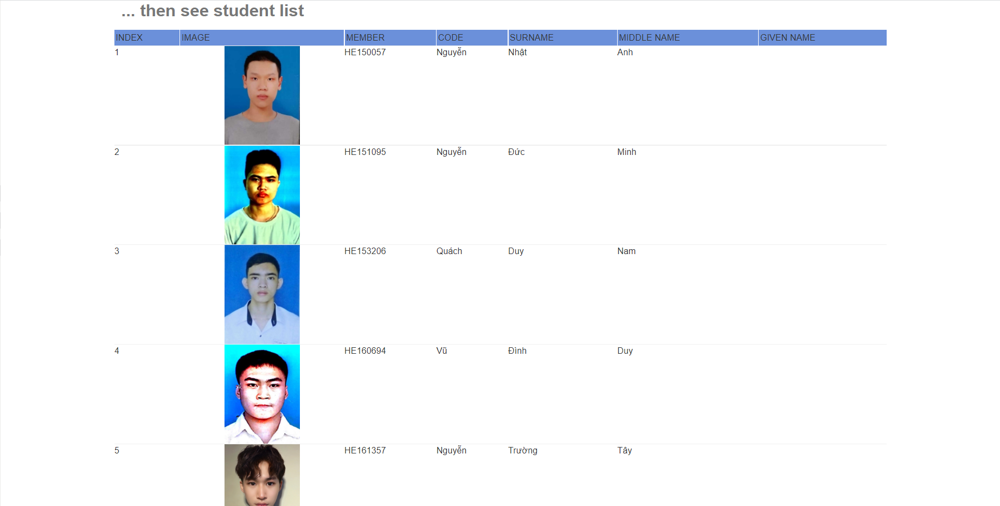 ... then see student list
INDEX IMAGE MEMBER CODE SURNAME MIDDLE NAME GIVEN NAME
1 HE150057 Nguyễn Nhật Anh
2 HE151095 Nguyễn Đức Minh
3 HE153206 Quách Duy Nam
4 HE160694 Vũ Đình Duy
5 HE161357 Nguyễn Trường Tây